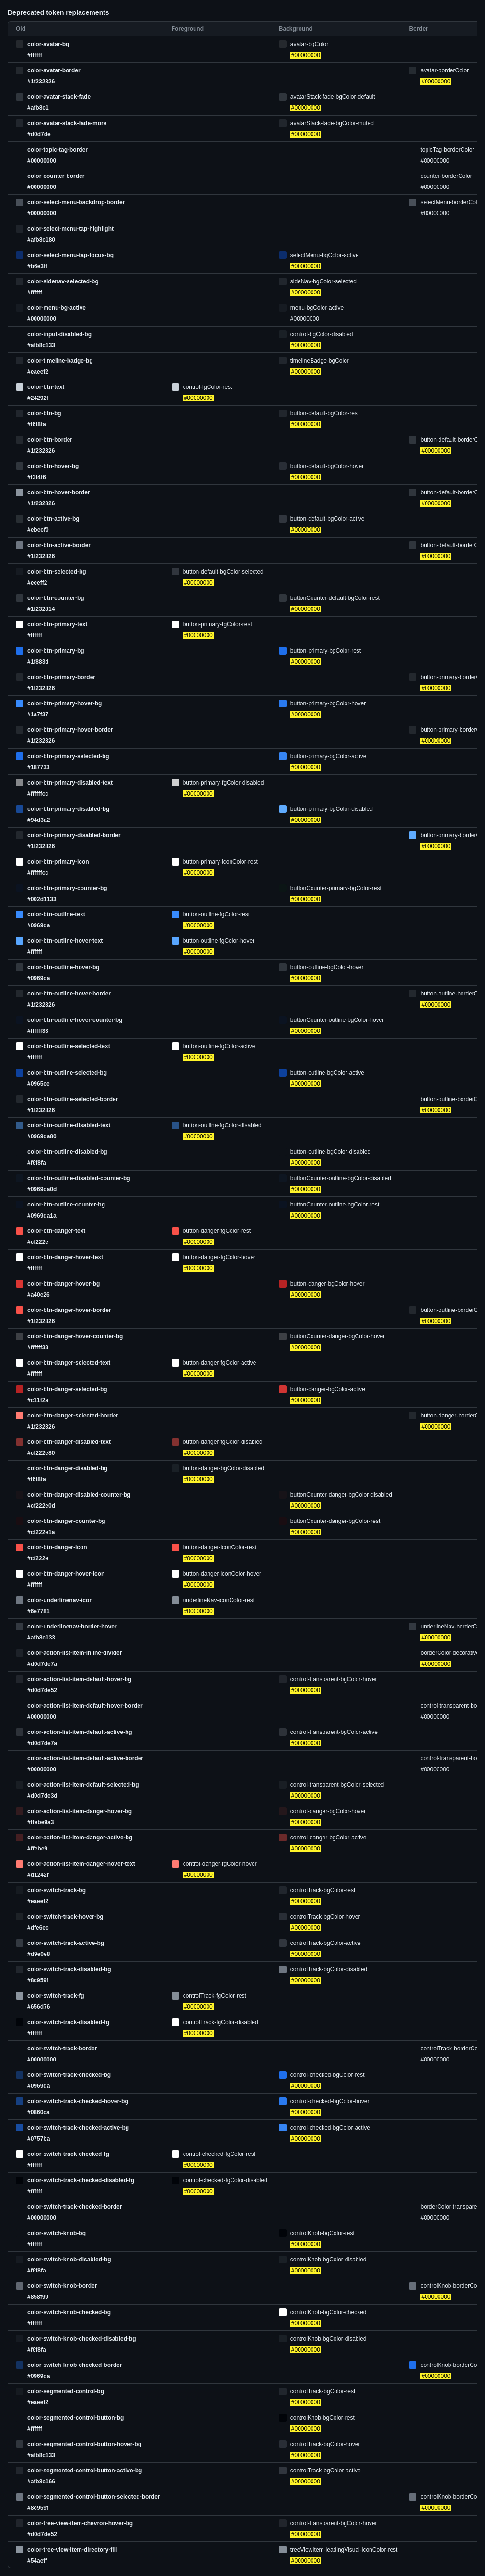 Deprecated token replacements
Old Foreground Background Border
color-avatar-bg avatar-bgColor
#ffffff #00000000
color-avatar-border avatar-borderColor
#1f232826 #00000000
color-avatar-stack-fade avatarStack-fade-bgColor-default
#afb8c1 #00000000
color-avatar-stack-fade-more avatarStack-fade-bgColor-muted
#d0d7de #00000000
color-topic-tag-border topicTag-borderColor
#00000000 #00000000
color-counter-border counter-borderColor
#00000000 #00000000
color-select-menu-backdrop-border selectMenu-borderCol
#00000000 #00000000
color-select-menu-tap-highlight
#afb8c180
color-select-menu-tap-focus-bg selectMenu-bgColor-active
#b6e3ff #00000000
color-sidenav-selected-bg sideNav-bgColor-selected
#ffffff #00000000
color-menu-bg-active menu-bgColor-active
#00000000 #00000000
color-input-disabled-bg control-bgColor-disabled
#afb8c133 #00000000
color-timeline-badge-bg timelineBadge-bgColor
#eaeef2 #00000000
color-btn-text control-fgColor-rest
#24292f #00000000
color-btn-bg button-default-bgColor-rest
#f6f8fa #00000000
color-btn-border button-default-borderC
#1f232826 #00000000
color-btn-hover-bg button-default-bgColor-hover
#f3f4f6 #00000000
color-btn-hover-border button-default-borderC
#1f232826 #00000000
color-btn-active-bg button-default-bgColor-active
#ebecf0 #00000000
color-btn-active-border button-default-borderC
#1f232826 #00000000
color-btn-selected-bg button-default-bgColor-selected
#eeeff2 #00000000
color-btn-counter-bg buttonCounter-default-bgColor-rest
#1f232814 #00000000
color-btn-primary-text button-primary-fgColor-rest
#ffffff #00000000
color-btn-primary-bg button-primary-bgColor-rest
#1f883d #00000000
color-btn-primary-border button-primary-border
#1f232826 #00000000
color-btn-primary-hover-bg button-primary-bgColor-hover
#1a7f37 #00000000
color-btn-primary-hover-border button-primary-border
#1f232826 #00000000
color-btn-primary-selected-bg button-primary-bgColor-active
#187733 #00000000
color-btn-primary-disabled-text button-primary-fgColor-disabled
#ffffffcc #00000000
color-btn-primary-disabled-bg button-primary-bgColor-disabled
#94d3a2 #00000000
color-btn-primary-disabled-border button-primary-border
#1f232826 #00000000
color-btn-primary-icon button-primary-iconColor-rest
#ffffffcc #00000000
color-btn-primary-counter-bg buttonCounter-primary-bgColor-rest
#002d1133 #00000000
color-btn-outline-text button-outline-fgColor-rest
#0969da #00000000
color-btn-outline-hover-text button-outline-fgColor-hover
#ffffff #00000000
color-btn-outline-hover-bg button-outline-bgColor-hover
#0969da #00000000
color-btn-outline-hover-border button-outline-borderC
#1f232826 #00000000
color-btn-outline-hover-counter-bg buttonCounter-outline-bgColor-hover
#ffffff33 #00000000
color-btn-outline-selected-text button-outline-fgColor-active
#ffffff #00000000
color-btn-outline-selected-bg button-outline-bgColor-active
#0965ce #00000000
color-btn-outline-selected-border button-outline-borderC
#1f232826 #00000000
color-btn-outline-disabled-text button-outline-fgColor-disabled
#0969da80 #00000000
color-btn-outline-disabled-bg button-outline-bgColor-disabled
#f6f8fa #00000000
color-btn-outline-disabled-counter-bg buttonCounter-outline-bgColor-disabled
#0969da0d #00000000
color-btn-outline-counter-bg buttonCounter-outline-bgColor-rest
#0969da1a #00000000
color-btn-danger-text button-danger-fgColor-rest
#cf222e #00000000
color-btn-danger-hover-text button-danger-fgColor-hover
#ffffff #00000000
color-btn-danger-hover-bg button-danger-bgColor-hover
#a40e26 #00000000
color-btn-danger-hover-border button-outline-borderC
#1f232826 #00000000
color-btn-danger-hover-counter-bg buttonCounter-danger-bgColor-hover
#ffffff33 #00000000
color-btn-danger-selected-text button-danger-fgColor-active
#ffffff #00000000
color-btn-danger-selected-bg button-danger-bgColor-active
#c11f2a #00000000
color-btn-danger-selected-border button-danger-borderC
#1f232826 #00000000
color-btn-danger-disabled-text button-danger-fgColor-disabled
#cf222e80 #00000000
color-btn-danger-disabled-bg button-danger-bgColor-disabled
#f6f8fa #00000000
color-btn-danger-disabled-counter-bg buttonCounter-danger-bgColor-disabled
#cf222e0d #00000000
color-btn-danger-counter-bg buttonCounter-danger-bgColor-rest
#cf222e1a #00000000
color-btn-danger-icon button-danger-iconColor-rest
#cf222e #00000000
color-btn-danger-hover-icon button-danger-iconColor-hover
#ffffff #00000000
color-underlinenav-icon underlineNav-iconColor-rest
#6e7781 #00000000
color-underlinenav-border-hover underlineNav-borderC
#afb8c133 #00000000
color-action-list-item-inline-divider borderColor-decorative
#d0d7de7a #00000000
color-action-list-item-default-hover-bg control-transparent-bgColor-hover
#d0d7de52 #00000000
color-action-list-item-default-hover-border control-transparent-bo
#00000000 #00000000
color-action-list-item-default-active-bg control-transparent-bgColor-active
#d0d7de7a #00000000
color-action-list-item-default-active-border control-transparent-bo
#00000000 #00000000
color-action-list-item-default-selected-bg control-transparent-bgColor-selected
#d0d7de3d #00000000
color-action-list-item-danger-hover-bg control-danger-bgColor-hover
#ffebe9a3 #00000000
color-action-list-item-danger-active-bg control-danger-bgColor-active
#ffebe9 #00000000
color-action-list-item-danger-hover-text control-danger-fgColor-hover
#d1242f #00000000
color-switch-track-bg controlTrack-bgColor-rest
#eaeef2 #00000000
color-switch-track-hover-bg controlTrack-bgColor-hover
#dfe6ec #00000000
color-switch-track-active-bg controlTrack-bgColor-active
#d9e0e8 #00000000
color-switch-track-disabled-bg controlTrack-bgColor-disabled
#8c959f #00000000
color-switch-track-fg controlTrack-fgColor-rest
#656d76 #00000000
color-switch-track-disabled-fg controlTrack-fgColor-disabled
#ffffff #00000000
color-switch-track-border controlTrack-borderCo
#00000000 #00000000
color-switch-track-checked-bg control-checked-bgColor-rest
#0969da #00000000
color-switch-track-checked-hover-bg control-checked-bgColor-hover
#0860ca #00000000
color-switch-track-checked-active-bg control-checked-bgColor-active
#0757ba #00000000
color-switch-track-checked-fg control-checked-fgColor-rest
#ffffff #00000000
color-switch-track-checked-disabled-fg control-checked-fgColor-disabled
#ffffff #00000000
color-switch-track-checked-border borderColor-transpare
#00000000 #00000000
color-switch-knob-bg controlKnob-bgColor-rest
#ffffff #00000000
color-switch-knob-disabled-bg controlKnob-bgColor-disabled
#f6f8fa #00000000
color-switch-knob-border controlKnob-borderCo
#858f99 #00000000
color-switch-knob-checked-bg controlKnob-bgColor-checked
#ffffff #00000000
color-switch-knob-checked-disabled-bg controlKnob-bgColor-disabled
#f6f8fa #00000000
color-switch-knob-checked-border controlKnob-borderCo
#0969da #00000000
color-segmented-control-bg controlTrack-bgColor-rest
#eaeef2 #00000000
color-segmented-control-button-bg controlKnob-bgColor-rest
#ffffff #00000000
color-segmented-control-button-hover-bg controlTrack-bgColor-hover
#afb8c133 #00000000
color-segmented-control-button-active-bg controlTrack-bgColor-active
#afb8c166 #00000000
color-segmented-control-button-selected-border controlKnob-borderCo
#8c959f #00000000
color-tree-view-item-chevron-hover-bg control-transparent-bgColor-hover
#d0d7de52 #00000000
color-tree-view-item-directory-fill treeViewItem-leadingVisual-iconColor-rest
#54aeff #00000000